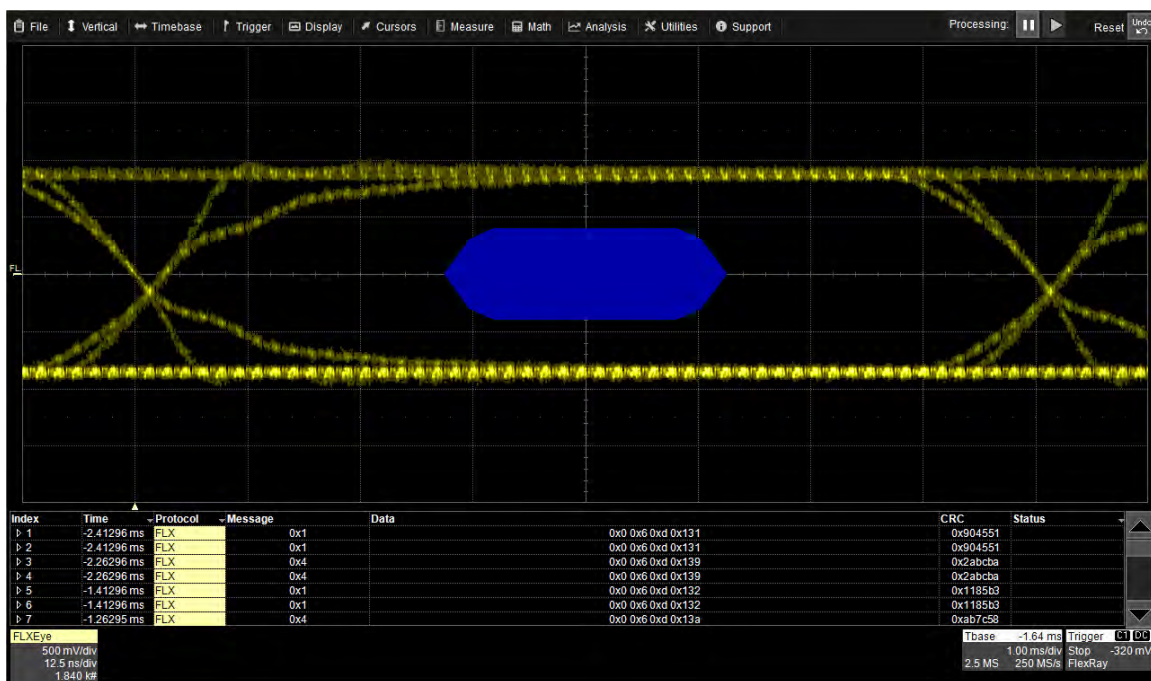 File Vertical Timebase Trigger Display Cursors Measure Math Analysis Utilities Support Processing: Reset Undo
FL
Index Time Protocol Message Data CRC Status
1 -2.41296 ms FLX 0x1 0x0 0x6 0xd 0x131 0x904551
2 -2.41296 ms FLX 0x1 0x0 0x6 0xd 0x131 0x904551
3 -2.26296 ms FLX 0x4 0x0 0x6 0xd 0x139 0x2abcba
4 -2.26296 ms FLX 0x4 0x0 0x6 0xd 0x139 0x2abcba
5 -1.41296 ms FLX 0x1 0x0 0x6 0xd 0x132 0x1185b3
6 -1.41296 ms FLX 0x1 0x0 0x6 0xd 0x132 0x1185b3
7 -1.26295 ms FLX 0x4 0x0 0x6 0xd 0x13a 0xab7c58
FLXEye
500 mV/div
12.5 ns/div
1.840 k#
Tbase -1.64 ms Trigger C1 DC
1.00 ms/div Stop -320 mV
2.5 MS 250 MS/s FlexRay